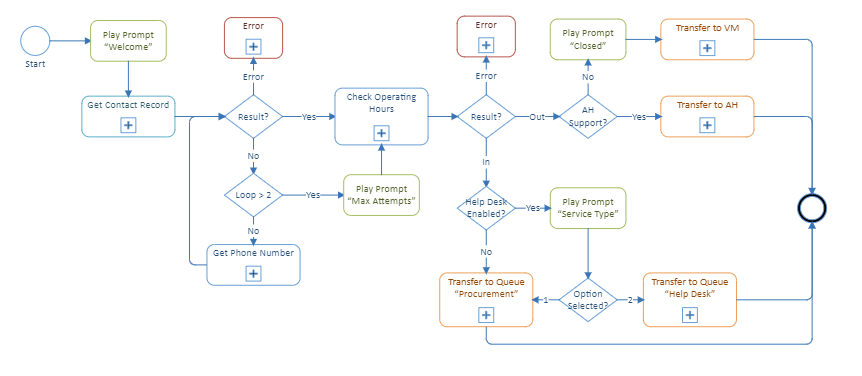 Start
Play Prompt
“Welcome”
Get Contact Record
Error
Error
Result?
Yes
No
Loop > 2
Yes
No
Get Phone Number
Check Operating
Hours
Play Prompt
“Max Attempts”
Error
Error
Result?
Out
In
Help Desk
Enabled?
Yes
No
Play Prompt
“Closed”
No
AH
Support?
Yes
Transfer to VM
Transfer to AH
Play Prompt
“Service Type”
Transfer to Queue
“Procurement”
1
Option
Selected?
2
Transfer to Queue
“Help Desk”